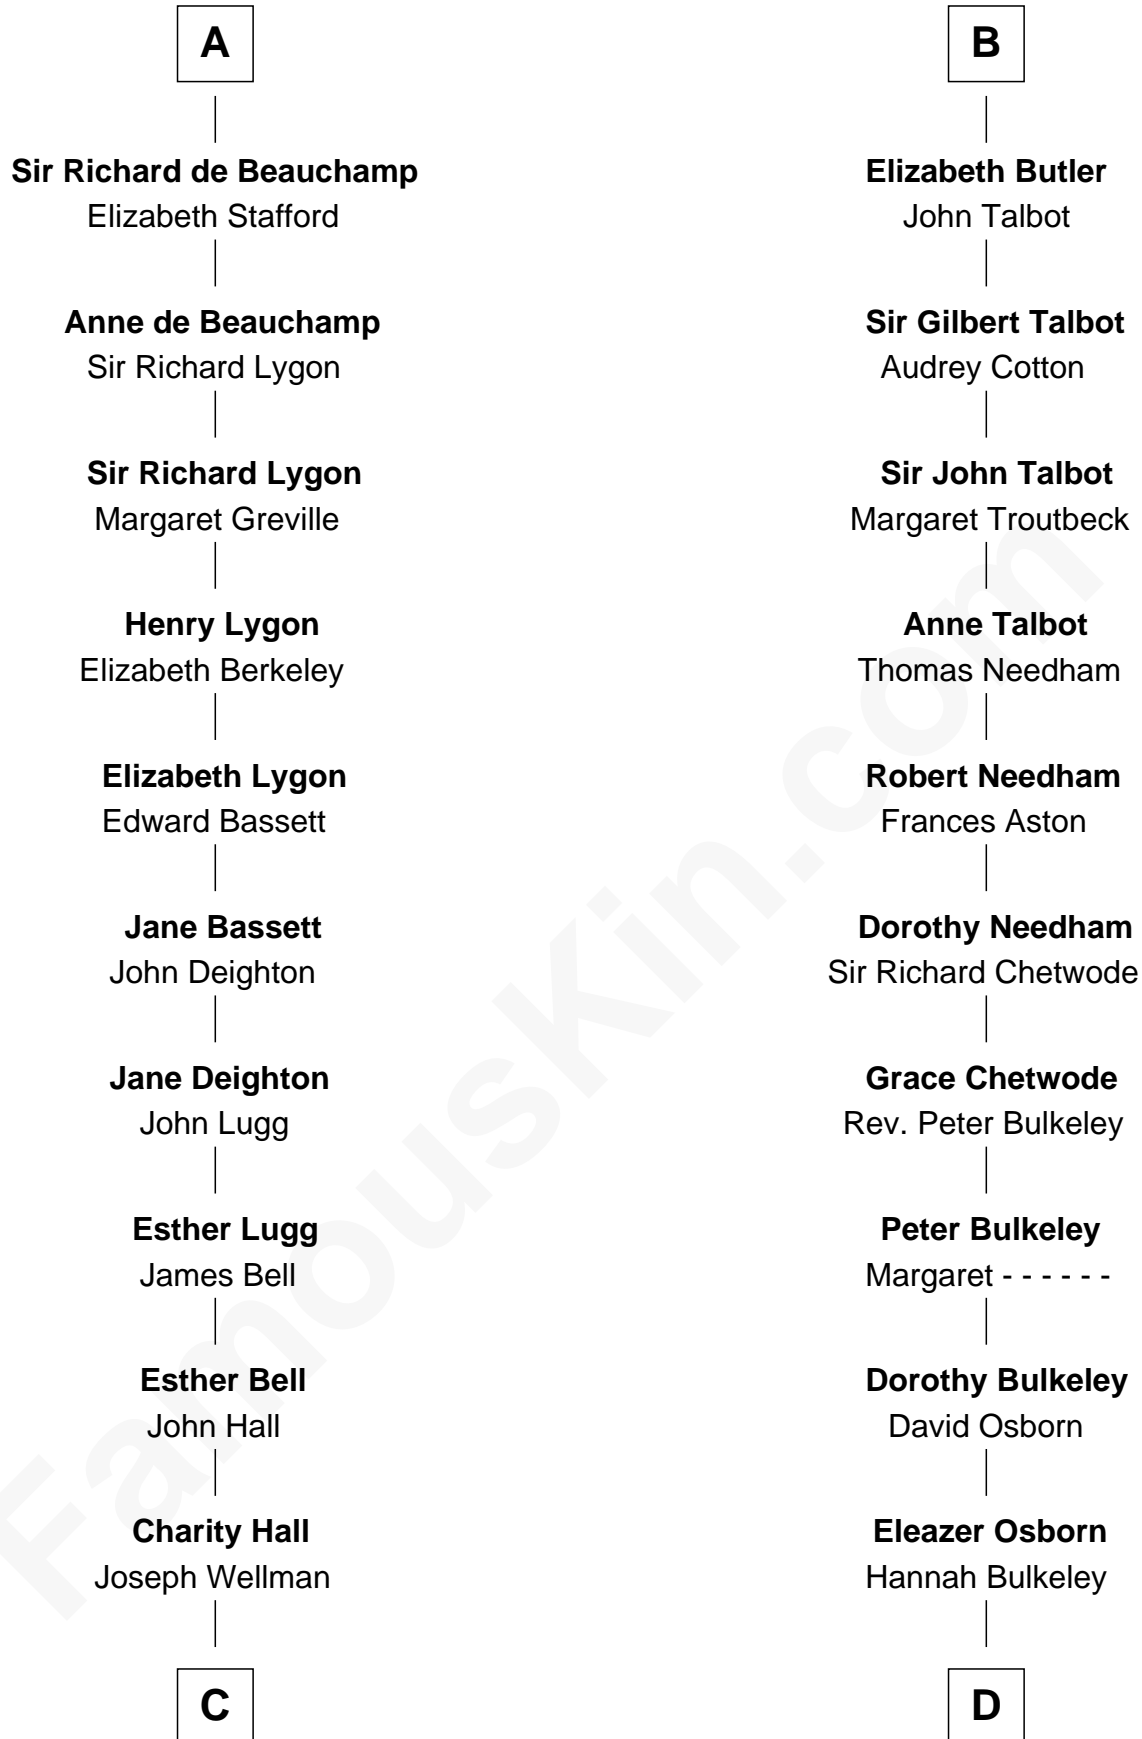 A
Sir Richard de Beauchamp
Elizabeth Stafford
Anne de Beauchamp
Sir Richard Lygon
Sir Richard Lygon
Margaret Greville
Henry Lygon
Elizabeth Berkeley
Elizabeth Lygon
Edward Bassett
Jane Bassett
John Deighton
Jane Deighton
John Lugg
Esther Lugg
James Bell
Esther Bell
John Hall
Charity Hall
Joseph Wellman
C
B
Elizabeth Butler
John Talbot
Sir Gilbert Talbot
Audrey Cotton
Sir John Talbot
Margaret Troutbeck
Anne Talbot
Thomas Needham
Robert Needham
Frances Aston
Dorothy Needham
Sir Richard Chetwode
Grace Chetwode
Rev. Peter Bulkeley
Peter Bulkeley
Margaret - - - - - -
Dorothy Bulkeley
David Osborn
Eleazer Osborn
Hannah Bulkeley
D
FamousKin.com